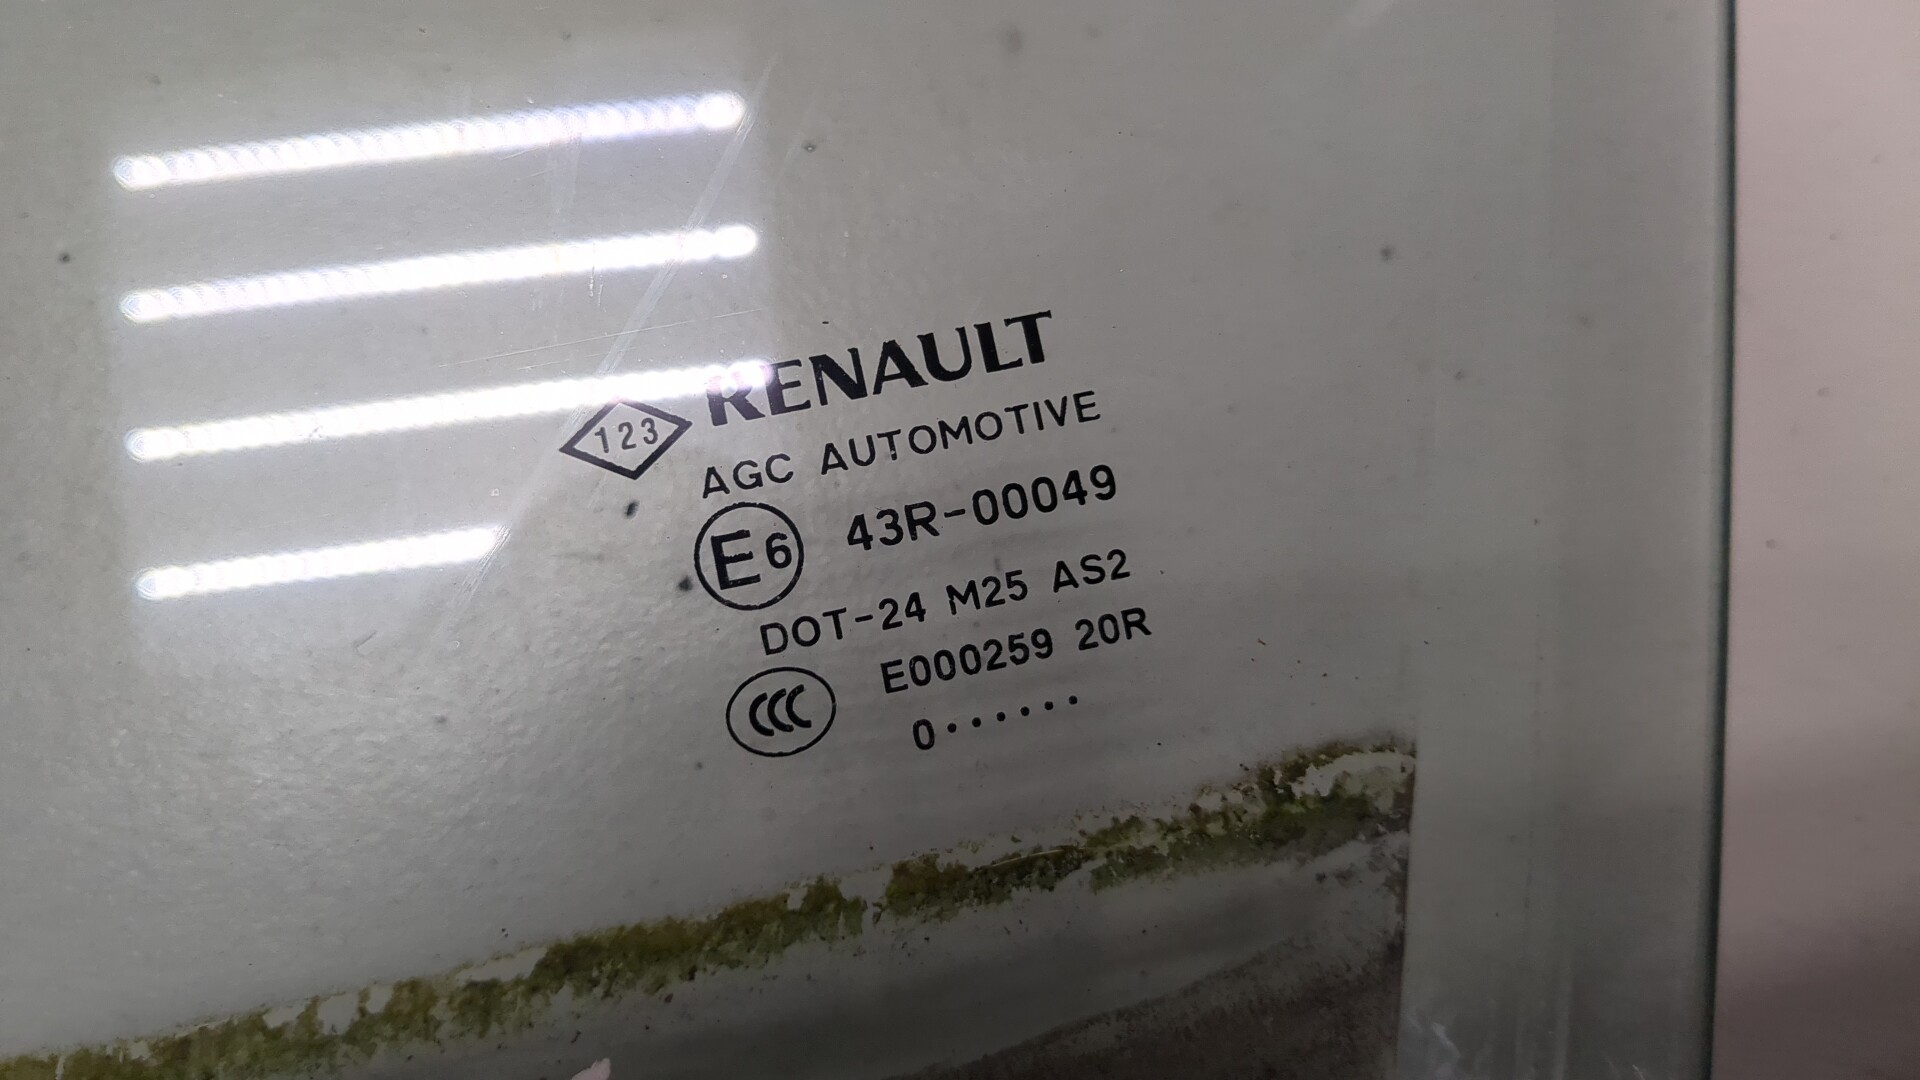 RENAULT
123
AGC AUTOMOTIVE
E6 43R-00049
DOT-24 M25 AS2
CCC E000259 20R
0······